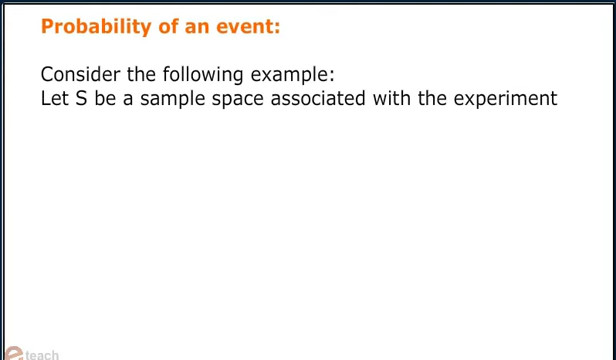 Probability of an event:
Consider the following example:
Let S be a sample space associated with the experiment
e teach